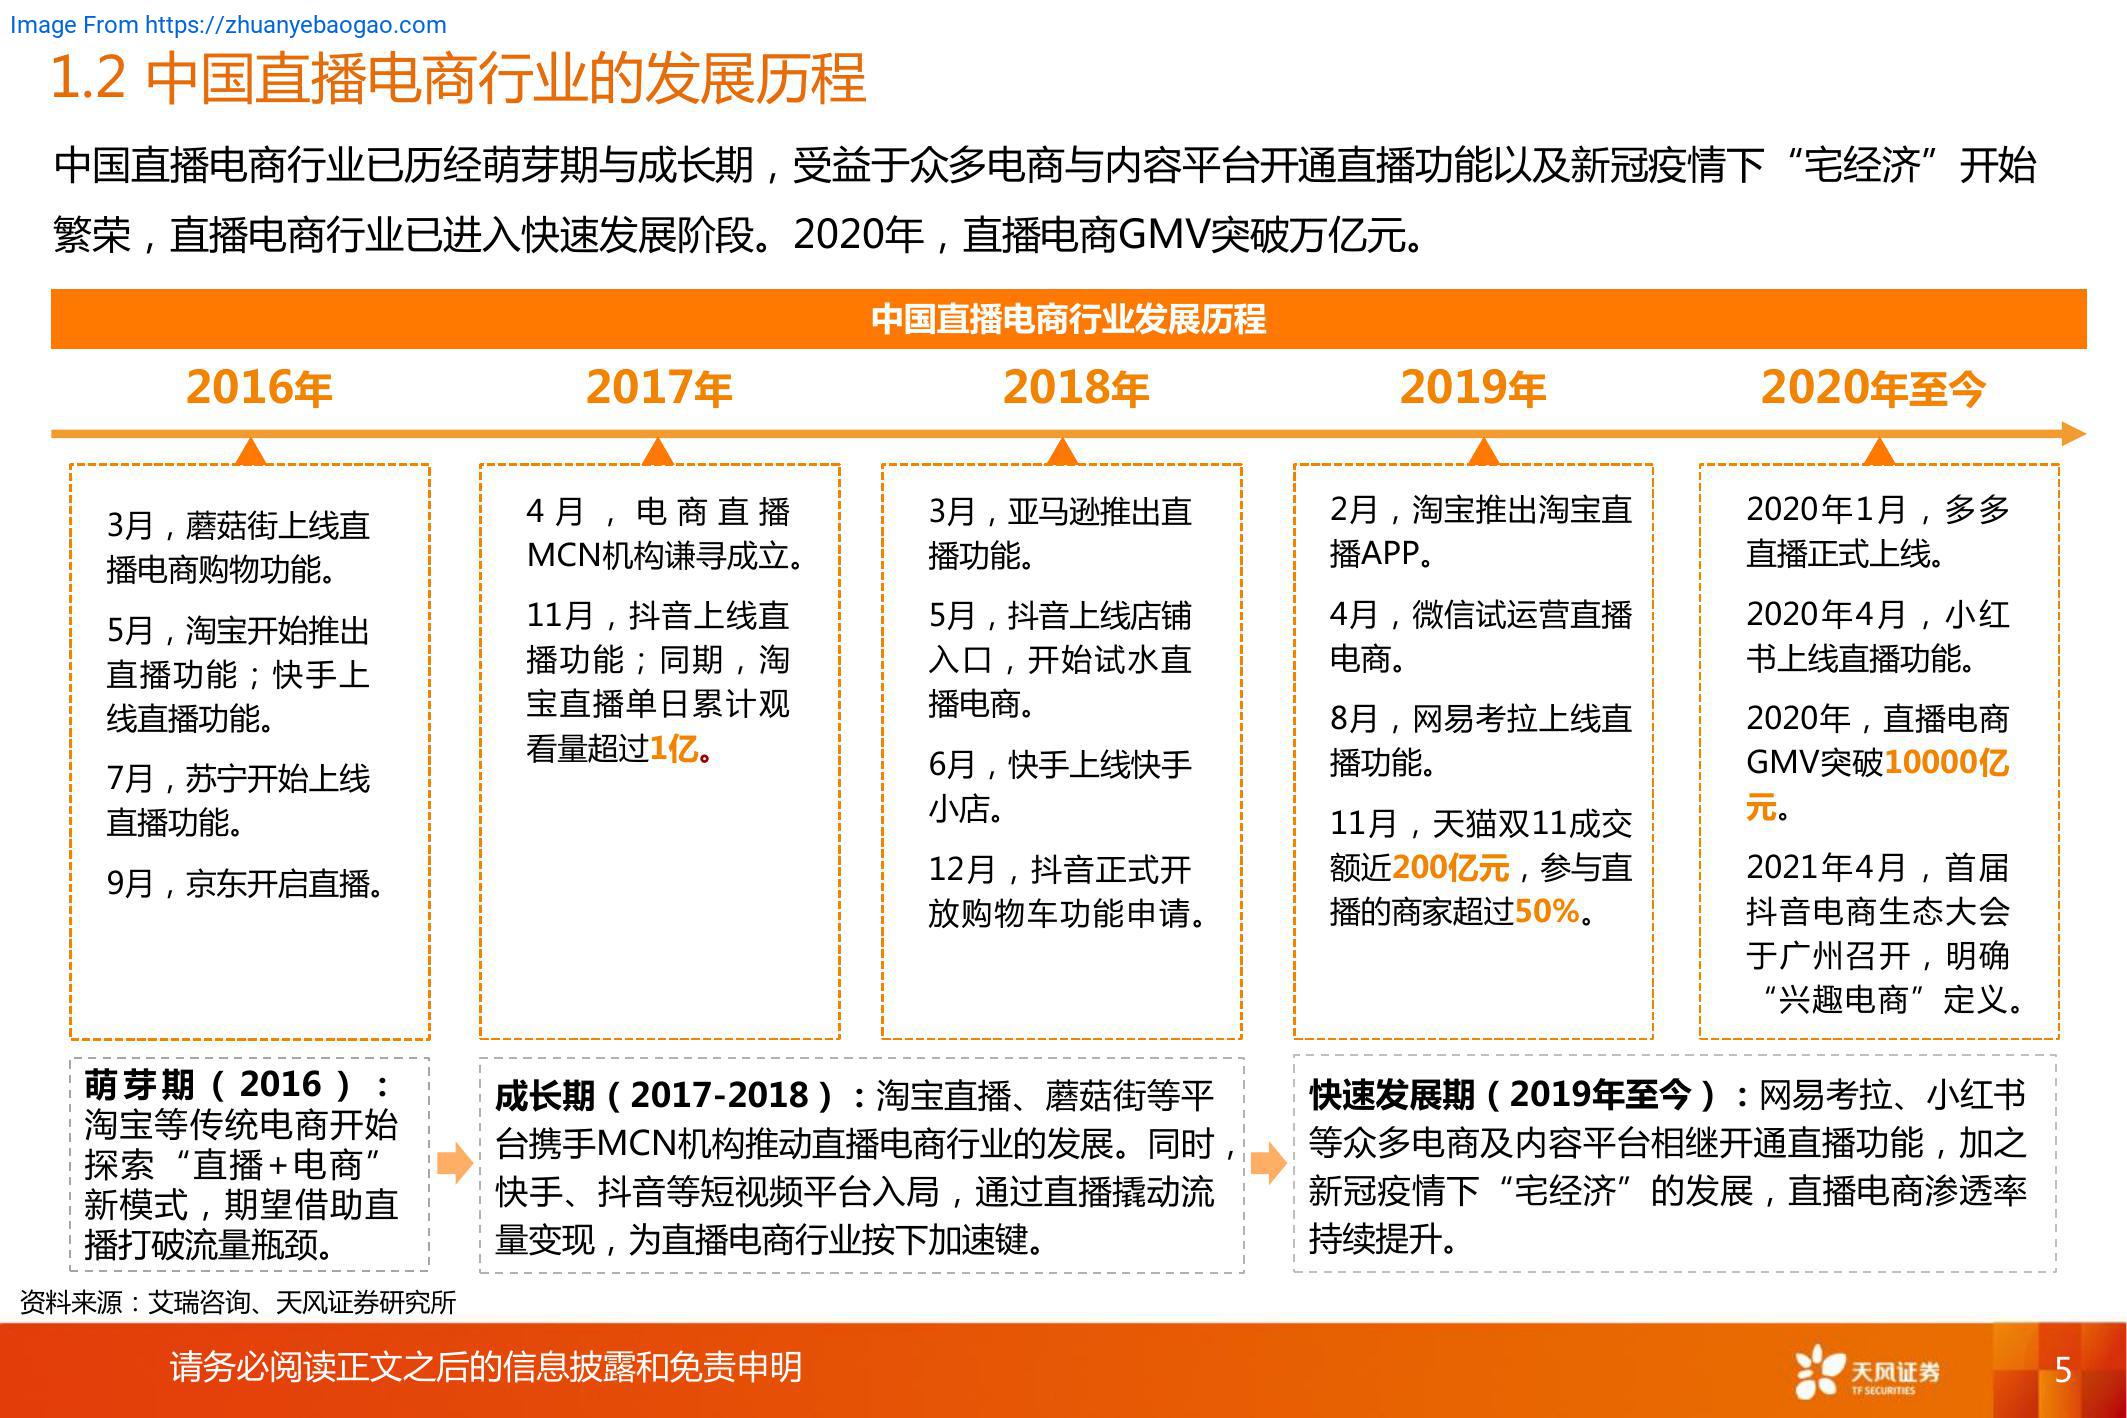 Image From https://zhuanyebaogao.com
1.2 中国直播电商行业的发展历程
中国直播电商行业已历经萌芽期与成长期，受益于众多电商与内容平台开通直播功能以及新冠疫情下“宅经济”开始
繁荣，直播电商行业已进入快速发展阶段。2020年，直播电商GMV突破万亿元。
中国直播电商行业发展历程
2016年
2017年
2018年
2019年
2020年至今
3月，蘑菇街上线直
播电商购物功能。
5月，淘宝开始推出
直播功能；快手上
线直播功能。
7月，苏宁开始上线
直播功能。
9月，京东开启直播。
4月，电商直播
MCN机构谦寻成立。
11月，抖音上线直
播功能；同期，淘
宝直播单日累计观
看量超过1亿。
3月，亚马逊推出直
播功能。
5月，抖音上线店铺
入口，开始试水直
播电商。
6月，快手上线快手
小店。
12月，抖音正式开
放购物车功能申请。
2月，淘宝推出淘宝直
播APP。
4月，微信试运营直播
电商。
8月，网易考拉上线直
播功能。
11月，天猫双11成交
额近200亿元，参与直
播的商家超过50%。
2020年1月，多多
直播正式上线。
2020年4月，小红
书上线直播功能。
2020年，直播电商
GMV突破10000亿
元。
2021年4月，首届
抖音电商生态大会
于广州召开，明确
“兴趣电商”定义。
萌芽期（2016）：
淘宝等传统电商开始
探索“直播+电商”
新模式，期望借助直
播打破流量瓶颈。
成长期（2017-2018）：淘宝直播、蘑菇街等平
台携手MCN机构推动直播电商行业的发展。同时，
快手、抖音等短视频平台入局，通过直播撬动流
量变现，为直播电商行业按下加速键。
快速发展期（2019年至今）：网易考拉、小红书
等众多电商及内容平台相继开通直播功能，加之
新冠疫情下“宅经济”的发展，直播电商渗透率
持续提升。
资料来源：艾瑞咨询、天风证券研究所
请务必阅读正文之后的信息披露和免责申明
天风证券
TF SECURITIES
5